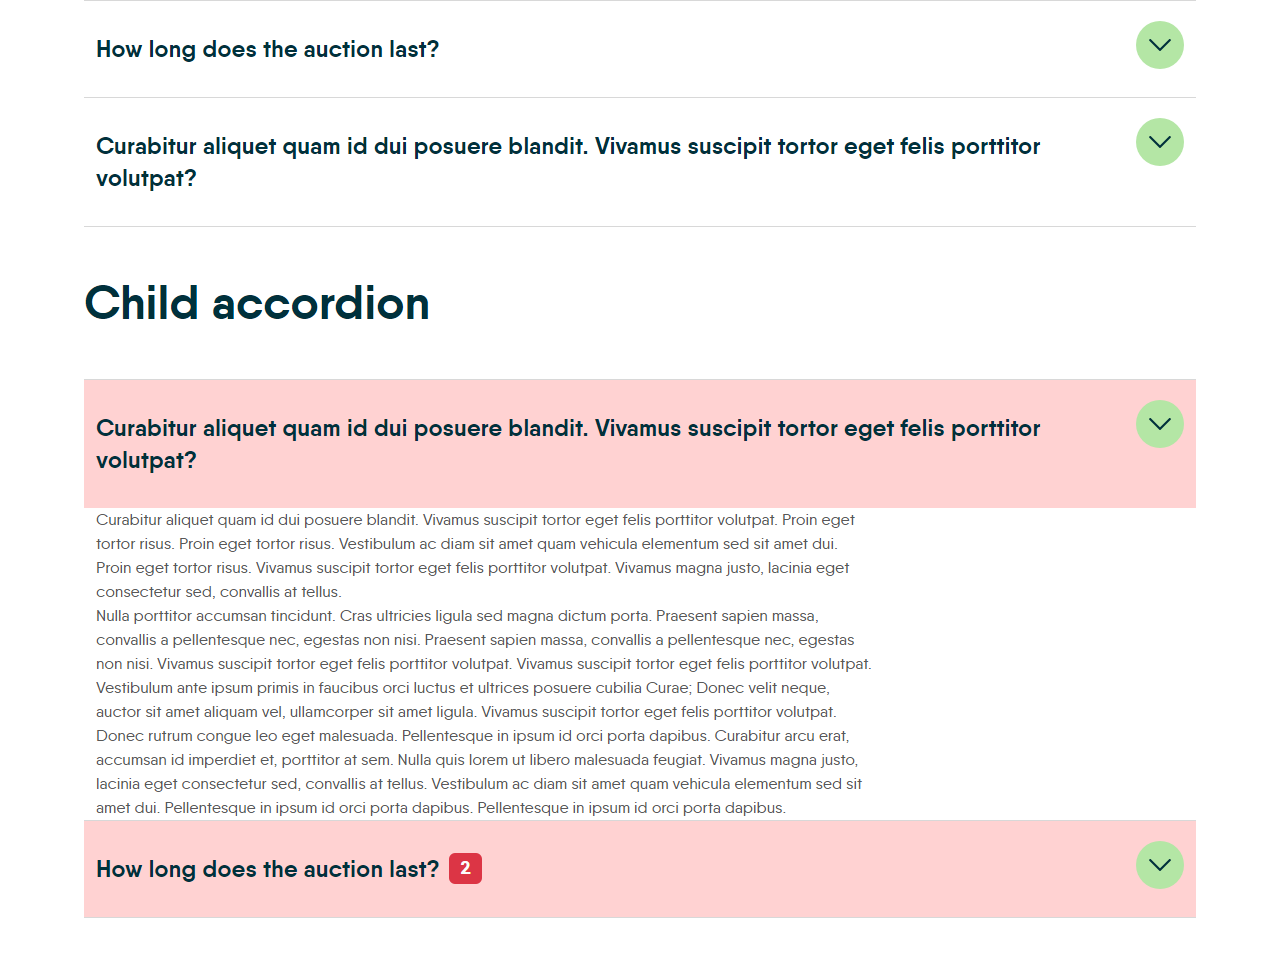 How long does the auction last?
Curabitur aliquet quam id dui posuere blandit. Vivamus suscipit tortor eget felis porttitor
volutpat?
Child accordion
Curabitur aliquet quam id dui posuere blandit. Vivamus suscipit tortor eget felis porttitor
volutpat?
Curabitur aliquet quam id dui posuere blandit. Vivamus suscipit tortor eget felis porttitor volutpat. Proin eget
tortor risus. Proin eget tortor risus. Vestibulum ac diam sit amet quam vehicula elementum sed sit amet dui.
Proin eget tortor risus. Vivamus suscipit tortor eget felis porttitor volutpat. Vivamus magna justo, lacinia eget
consectetur sed, convallis at tellus.
Nulla porttitor accumsan tincidunt. Cras ultricies ligula sed magna dictum porta. Praesent sapien massa,
convallis a pellentesque nec, egestas non nisi. Praesent sapien massa, convallis a pellentesque nec, egestas
non nisi. Vivamus suscipit tortor eget felis porttitor volutpat. Vivamus suscipit tortor eget felis porttitor volutpat.
Vestibulum ante ipsum primis in faucibus orci luctus et ultrices posuere cubilia Curae; Donec velit neque,
auctor sit amet aliquam vel, ullamcorper sit amet ligula. Vivamus suscipit tortor eget felis porttitor volutpat.
Donec rutrum congue leo eget malesuada. Pellentesque in ipsum id orci porta dapibus. Curabitur arcu erat,
accumsan id imperdiet et, porttitor at sem. Nulla quis lorem ut libero malesuada feugiat. Vivamus magna justo,
lacinia eget consectetur sed, convallis at tellus. Vestibulum ac diam sit amet quam vehicula elementum sed sit
amet dui. Pellentesque in ipsum id orci porta dapibus. Pellentesque in ipsum id orci porta dapibus.
How long does the auction last? 2